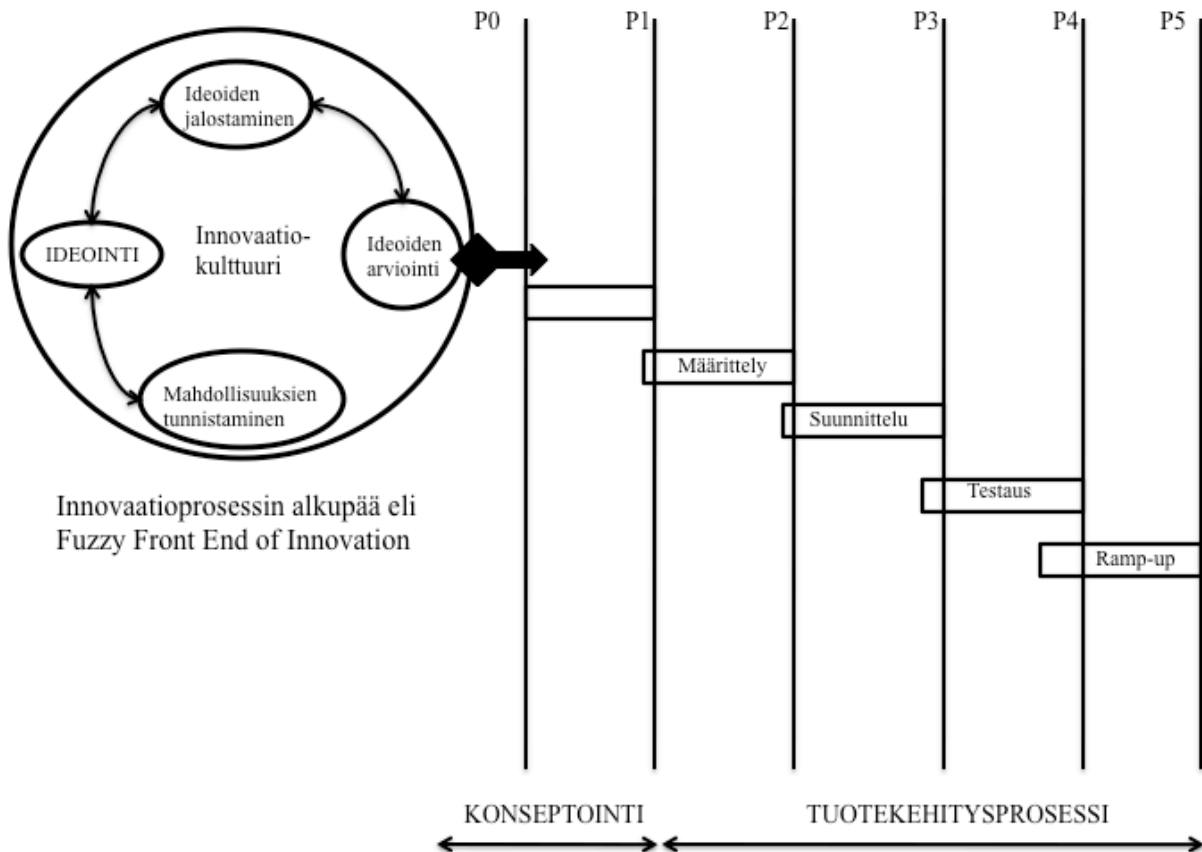 P0 P1 P2 P3 P4 P5
Ideoiden
jalostaminen
IDEOINTI
Innovaatio-
kulttuuri
Ideoiden
arviointi
Mahdollisuuksien
tunnistaminen
Innovaatioprosessin alkupää eli
Fuzzy Front End of Innovation
Määrittely
Suunnittelu
Testaus
Ramp-up
KONSEPTOINTI
TUOTEKEHITYSPROSESSI